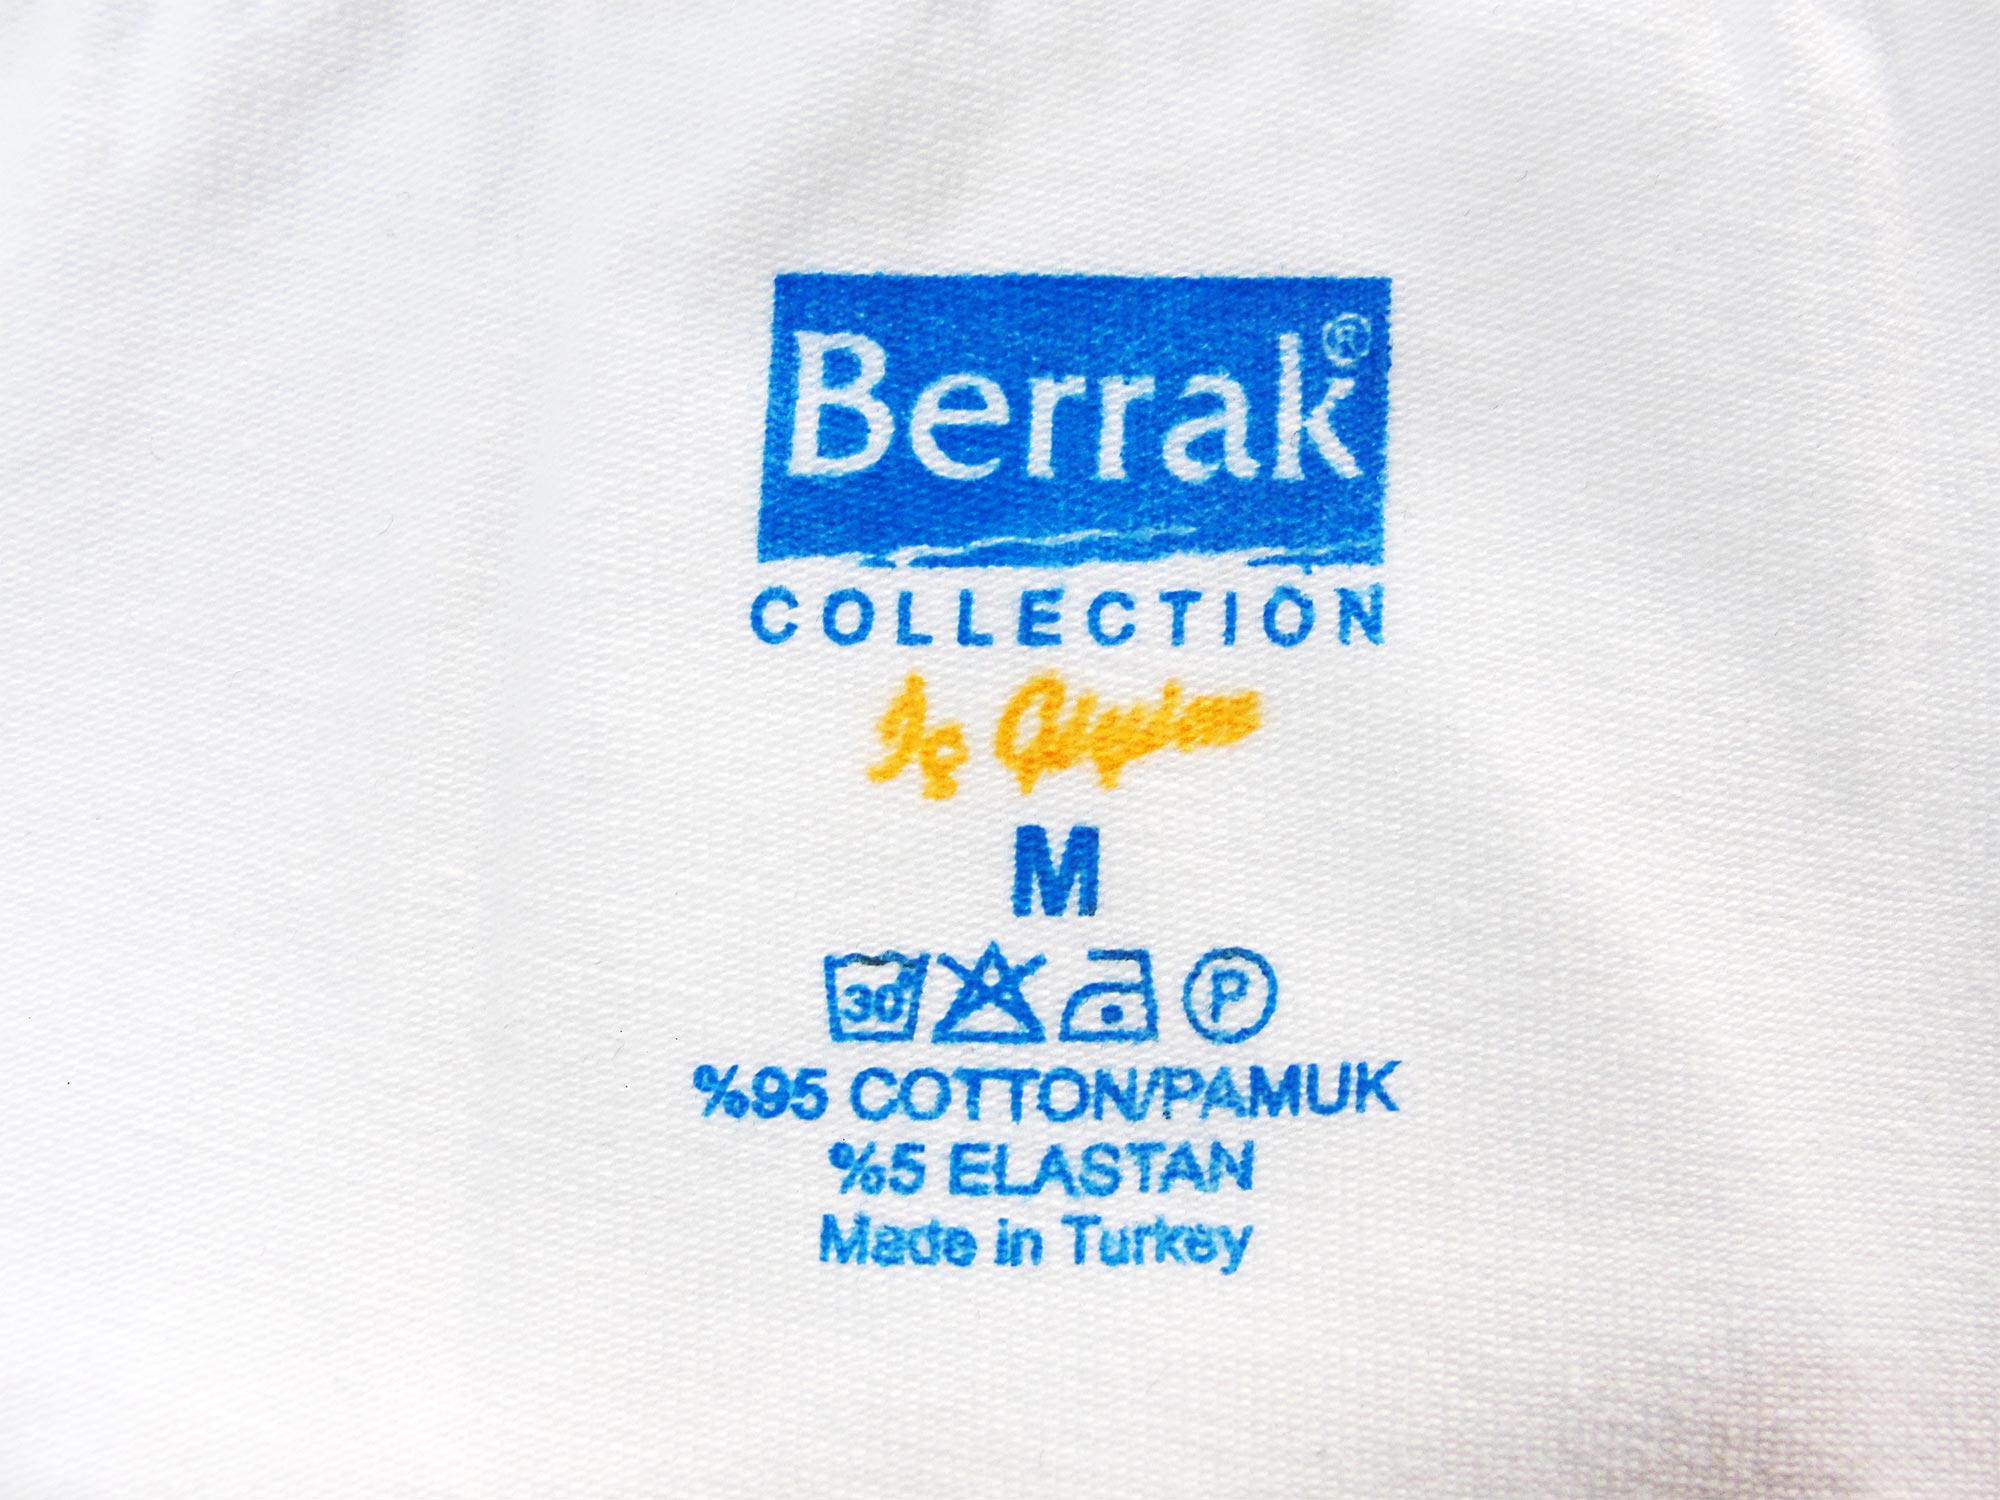 Berrak®
COLLECTION
M
30
P
%95 COTTON/PAMUK
%5 ELASTAN
Made in Turkey